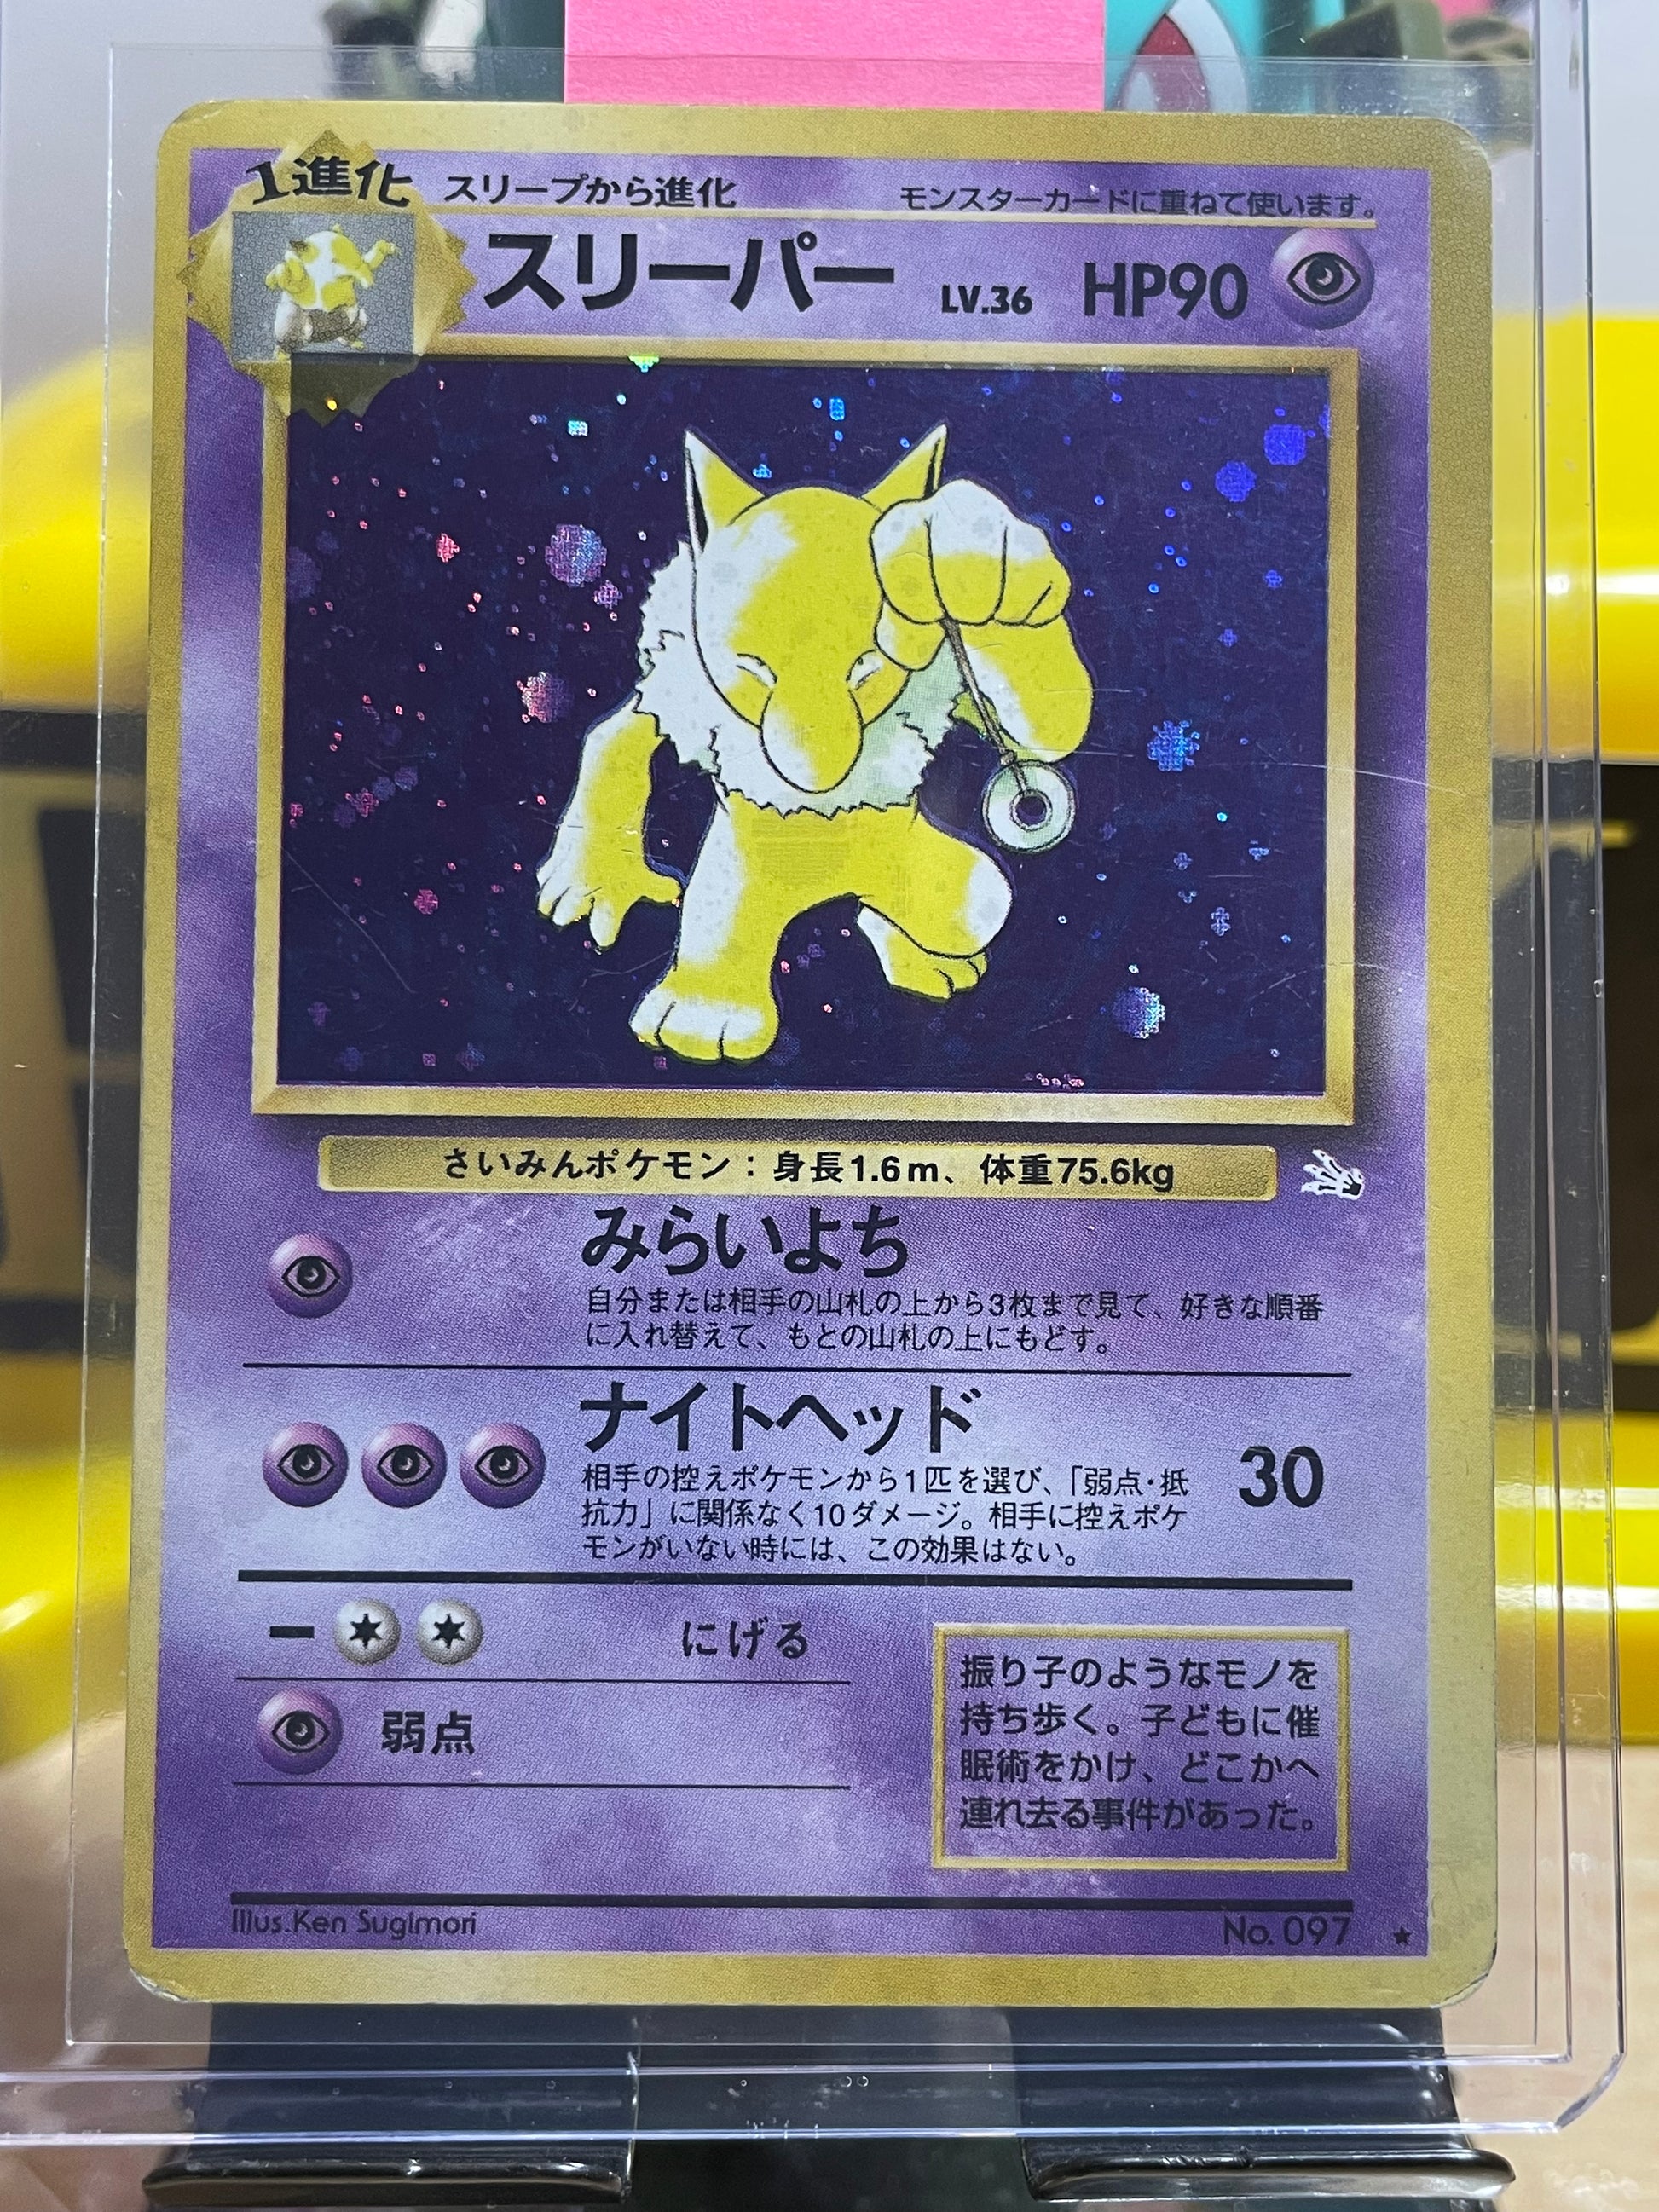 1進化
スリープから進化
モンスターカードに重ねて使います。
スリーパー LV.36 HP90
さいみんポケモン：身長1.6m、体重75.6kg
みらいよち
自分または相手の山札の上から3枚まで見て、好きな順番
に入れ替えて、もとの山札の上にもどす。
ナイトヘッド
30
相手の控えポケモンから1匹を選び、「弱点・抵
抗力」に関係なく10ダメージ。相手に控えポケ
モンがいない時には、この効果はない。
ー にげる
弱点
振り子のようなモノを
持ち歩く。子どもに催
眠術をかけ、どこかへ
連れ去る事件があった。
Illus.Ken Sugimori
No. 097 ★